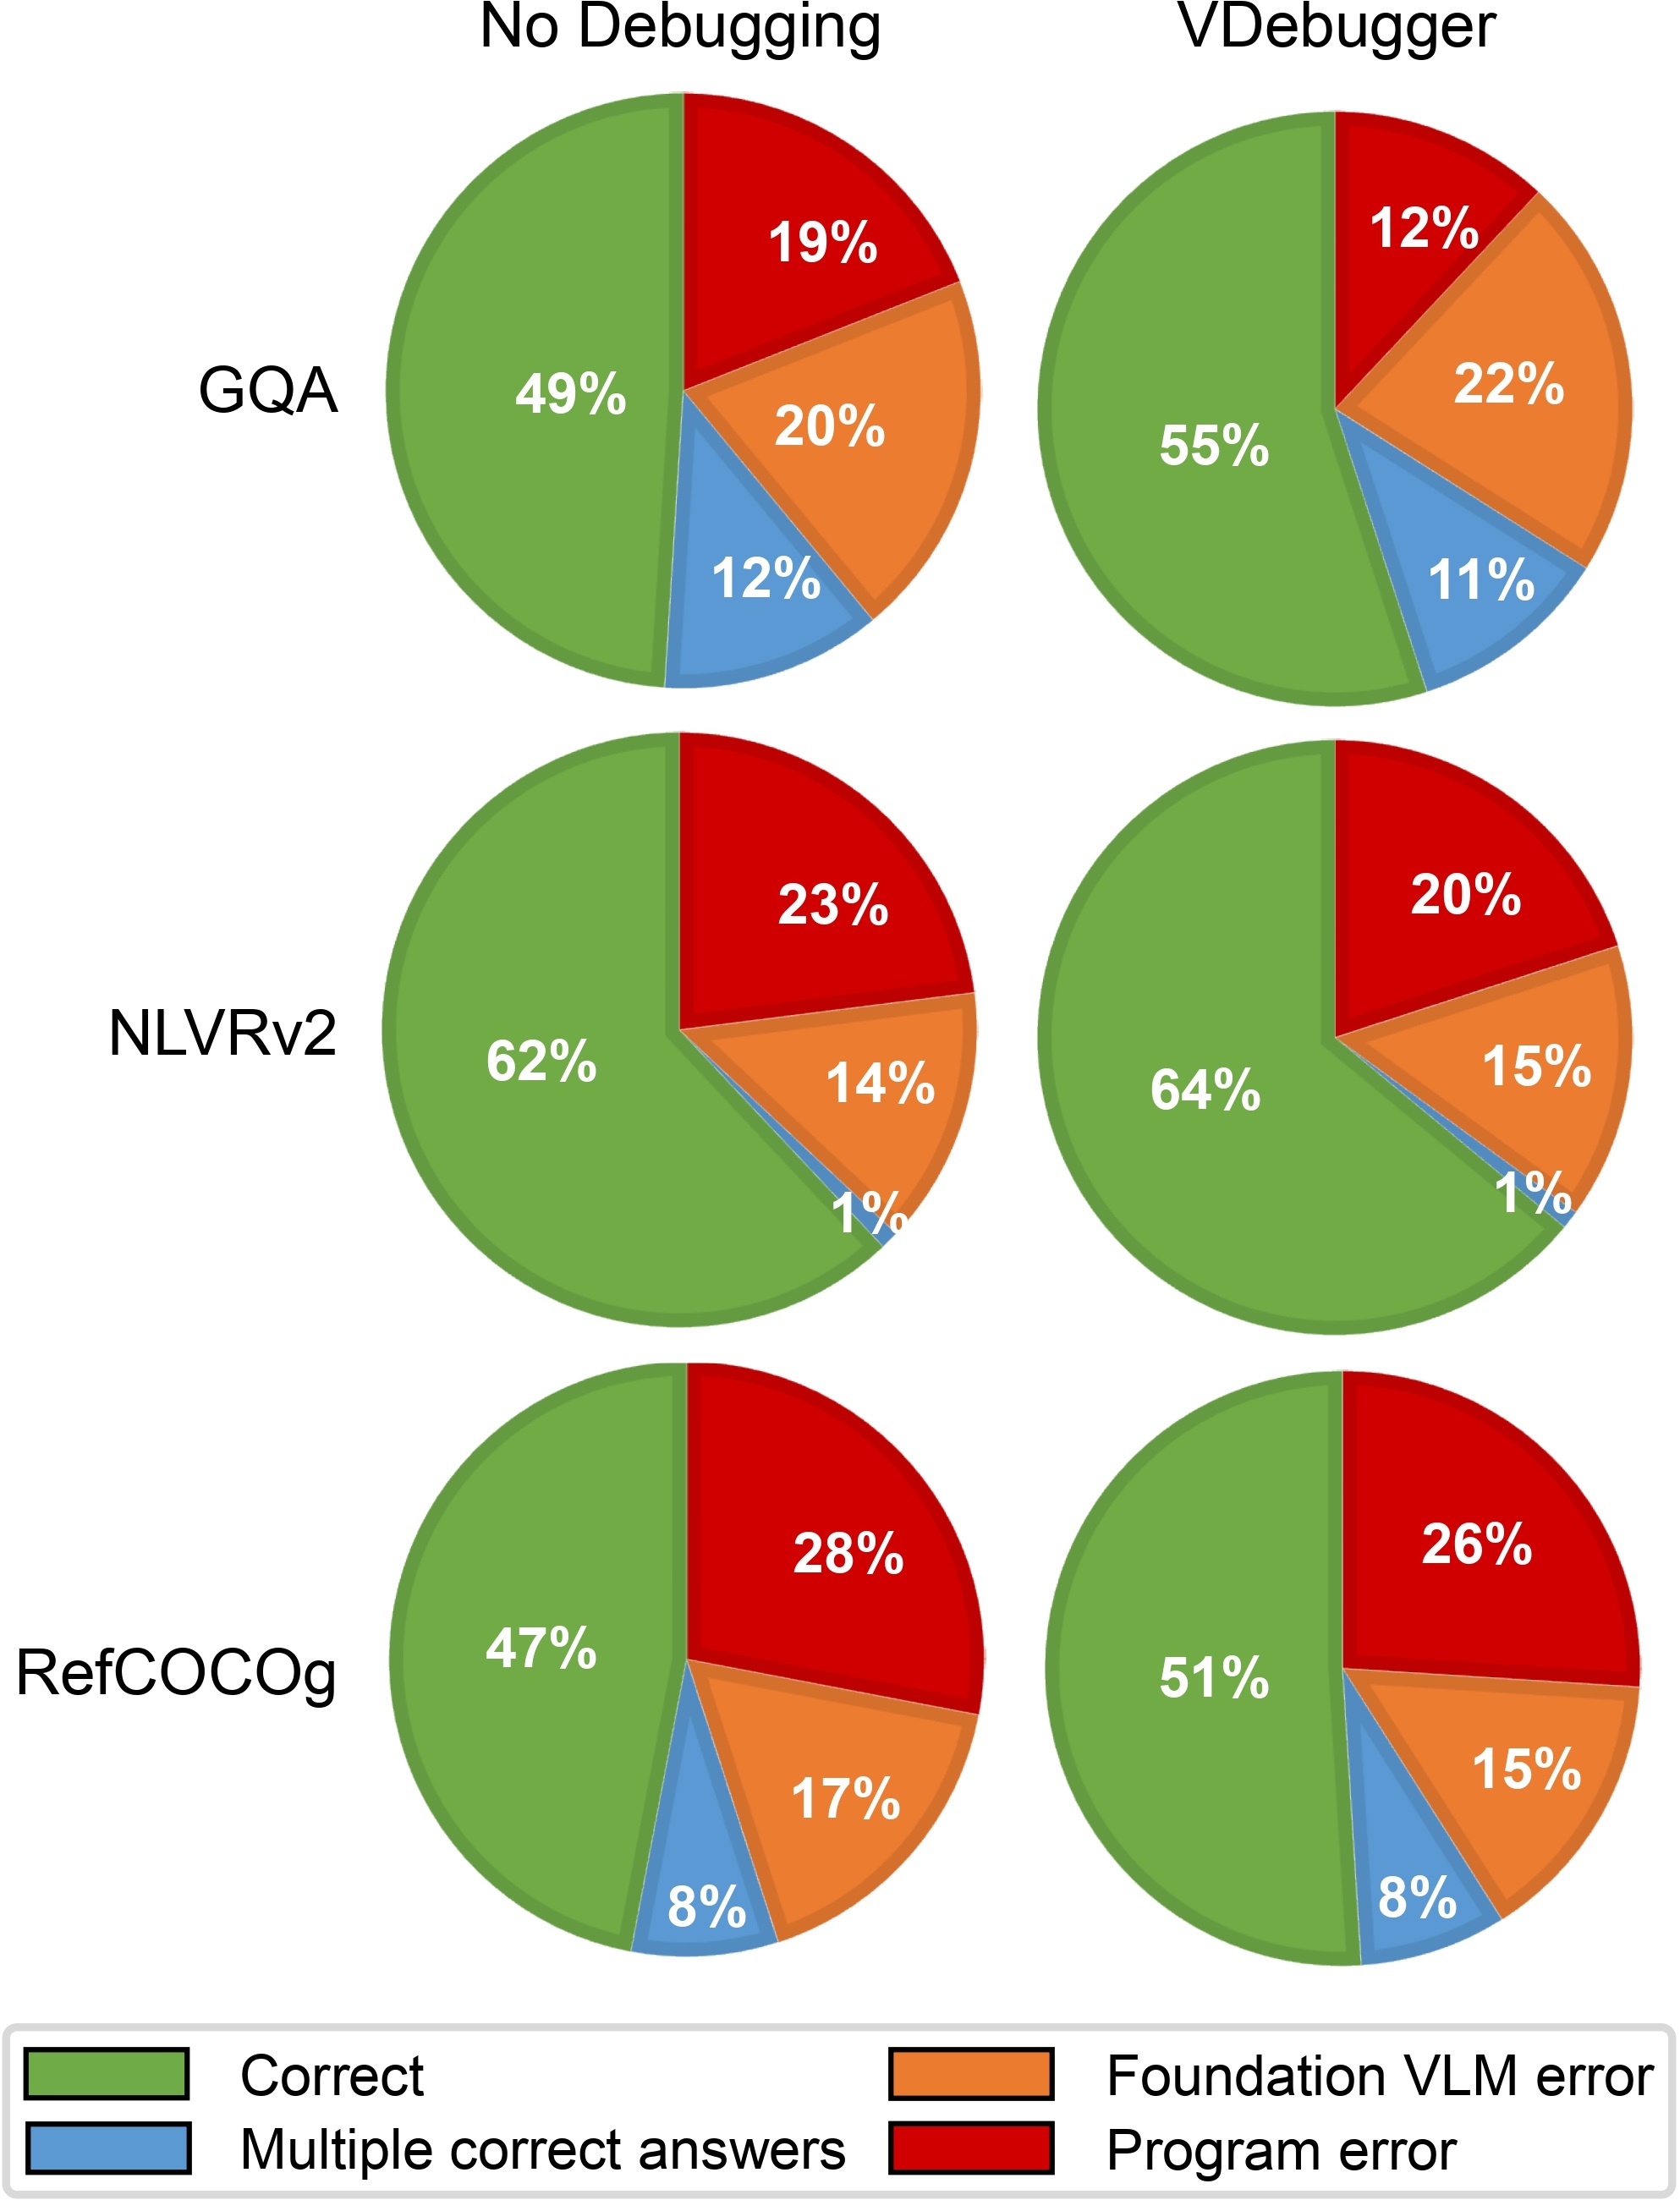 No Debugging VDebugger
19%
12%
GQA 49% 20% 55% 22%
12% 11%
23% 20%
NLVRv2 62% 14% 64% 15%
1% 1%
28% 26%
RefCOCOg 47% 17% 51% 15%
8% 8%
Correct Foundation VLM error
Multiple correct answers Program error